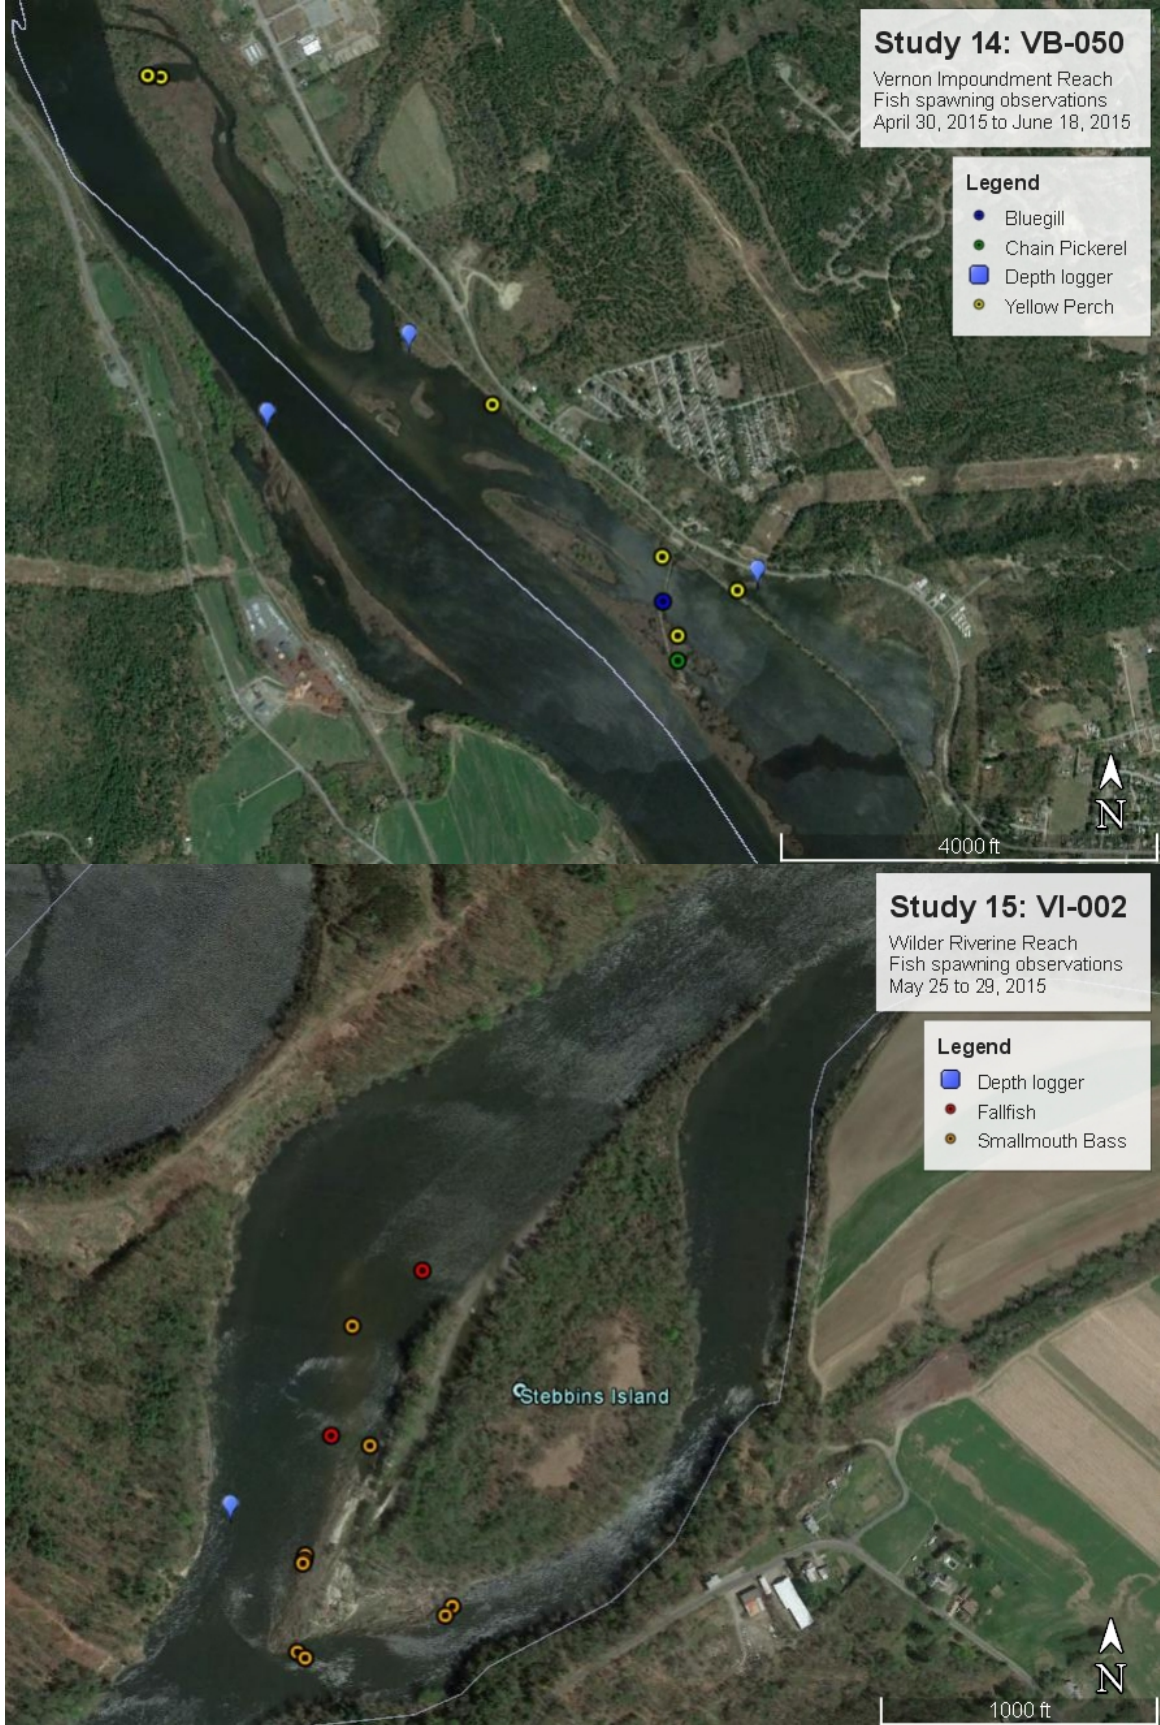 Study 14: VB-050
Vernon Impoundment Reach
Fish spawning observations
April 30, 2015 to June 18, 2015
Legend
Bluegill
Chain Pickerel
Depth logger
Yellow Perch
N
4000 ft
Study 15: VI-002
Wilder Riverine Reach
Fish spawning observations
May 25 to 29, 2015
Legend
Depth logger
Fallfish
Smallmouth Bass
Stebbins Island
N
1000 ft